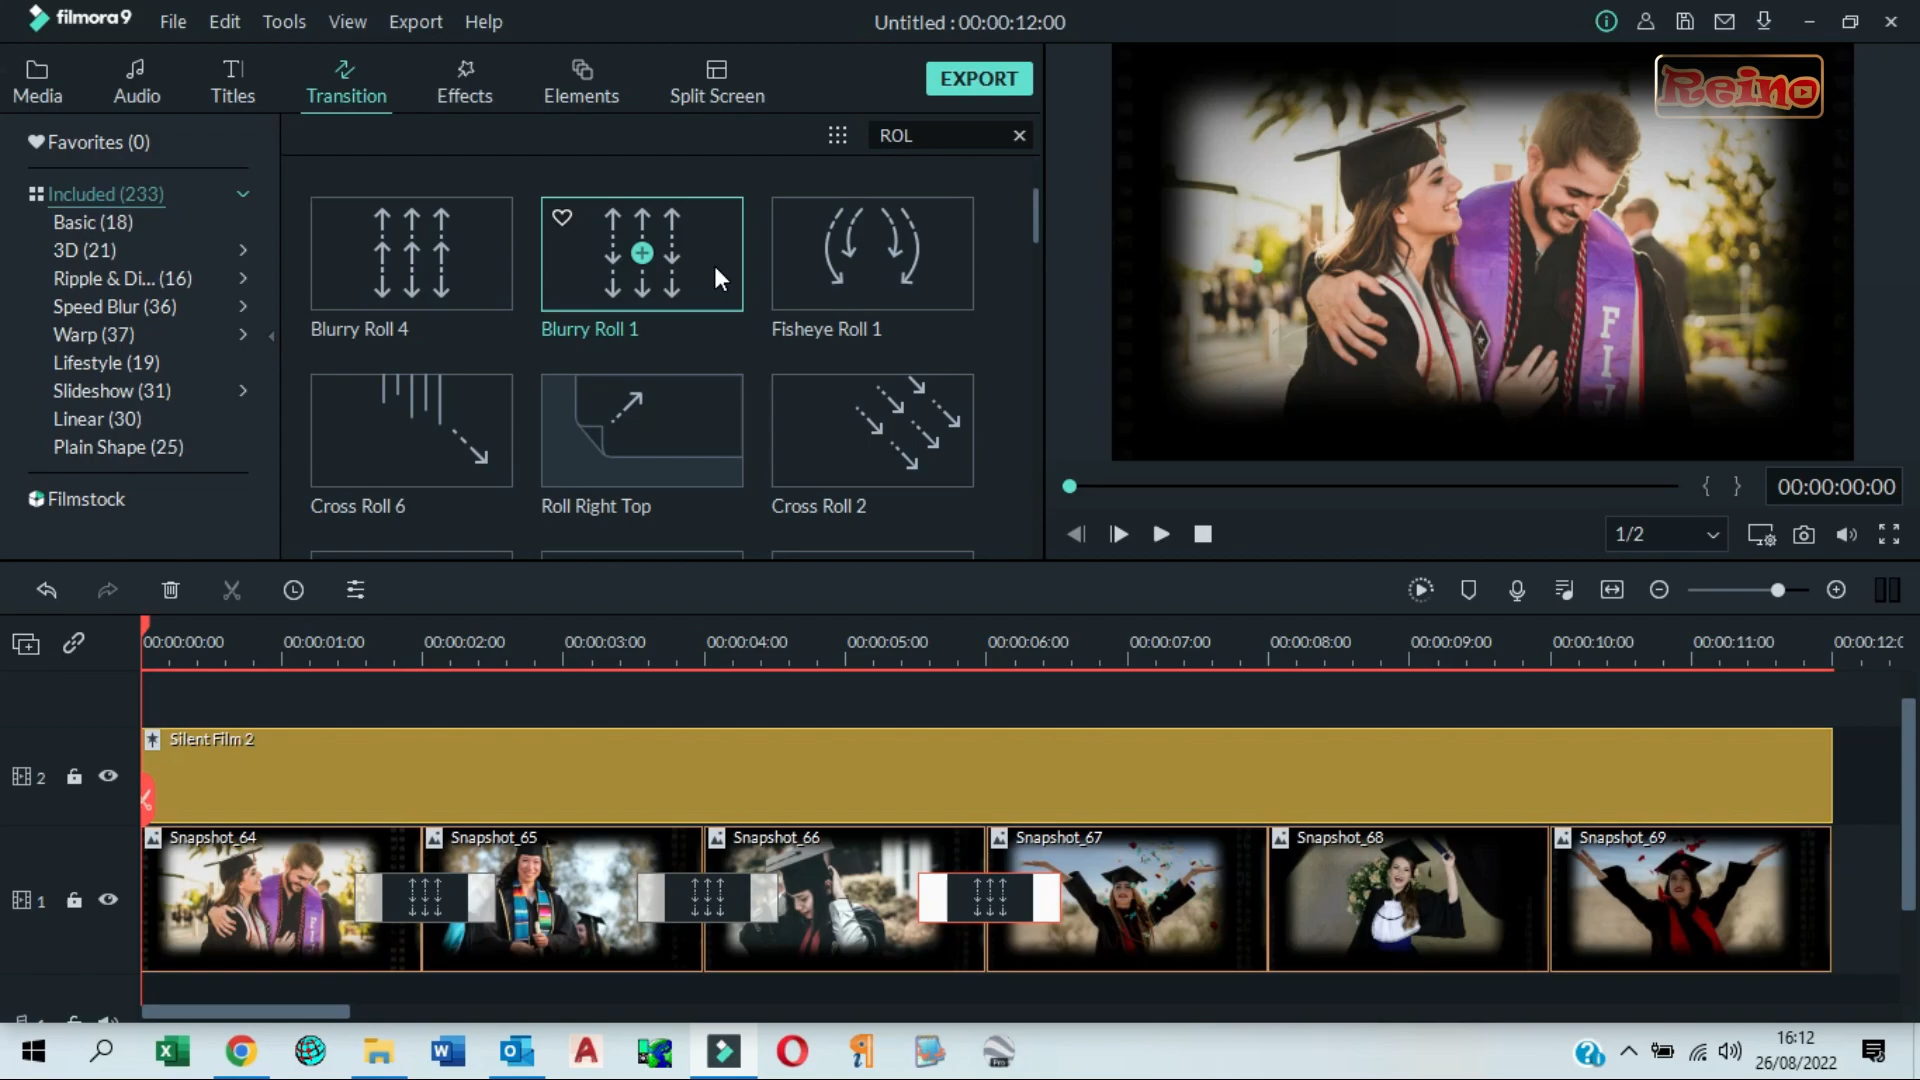 filmora9 File Edit Tools View Export Help Untitled : 00:00:12:00
Media Audio Titles Transition Effects Elements Split Screen EXPORT
Favorites (0)
ROL
Included (233)
Basic (18)
3D (21)
Ripple & Di... (16)
Speed Blur (36)
Warp (37)
Lifestyle (19)
Slideshow (31)
Linear (30)
Plain Shape (25)
Filmstock
Blurry Roll 4 Blurry Roll 1 Fisheye Roll 1
Cross Roll 6 Roll Right Top Cross Roll 2
Reino
FIJ
{ } 00:00:00:00
1/2
00:00:00:00 00:00:01:00 00:00:02:00 00:00:03:00 00:00:04:00 00:00:05:00 00:00:06:00 00:00:07:00 00:00:08:00 00:00:09:00 00:00:10:00 00:00:11:00 00:00:12:0
Silent Film 2
2
Snapshot_64 Snapshot_65 Snapshot_66 Snapshot_67 Snapshot_68 Snapshot_69
1
16:12
26/08/2022